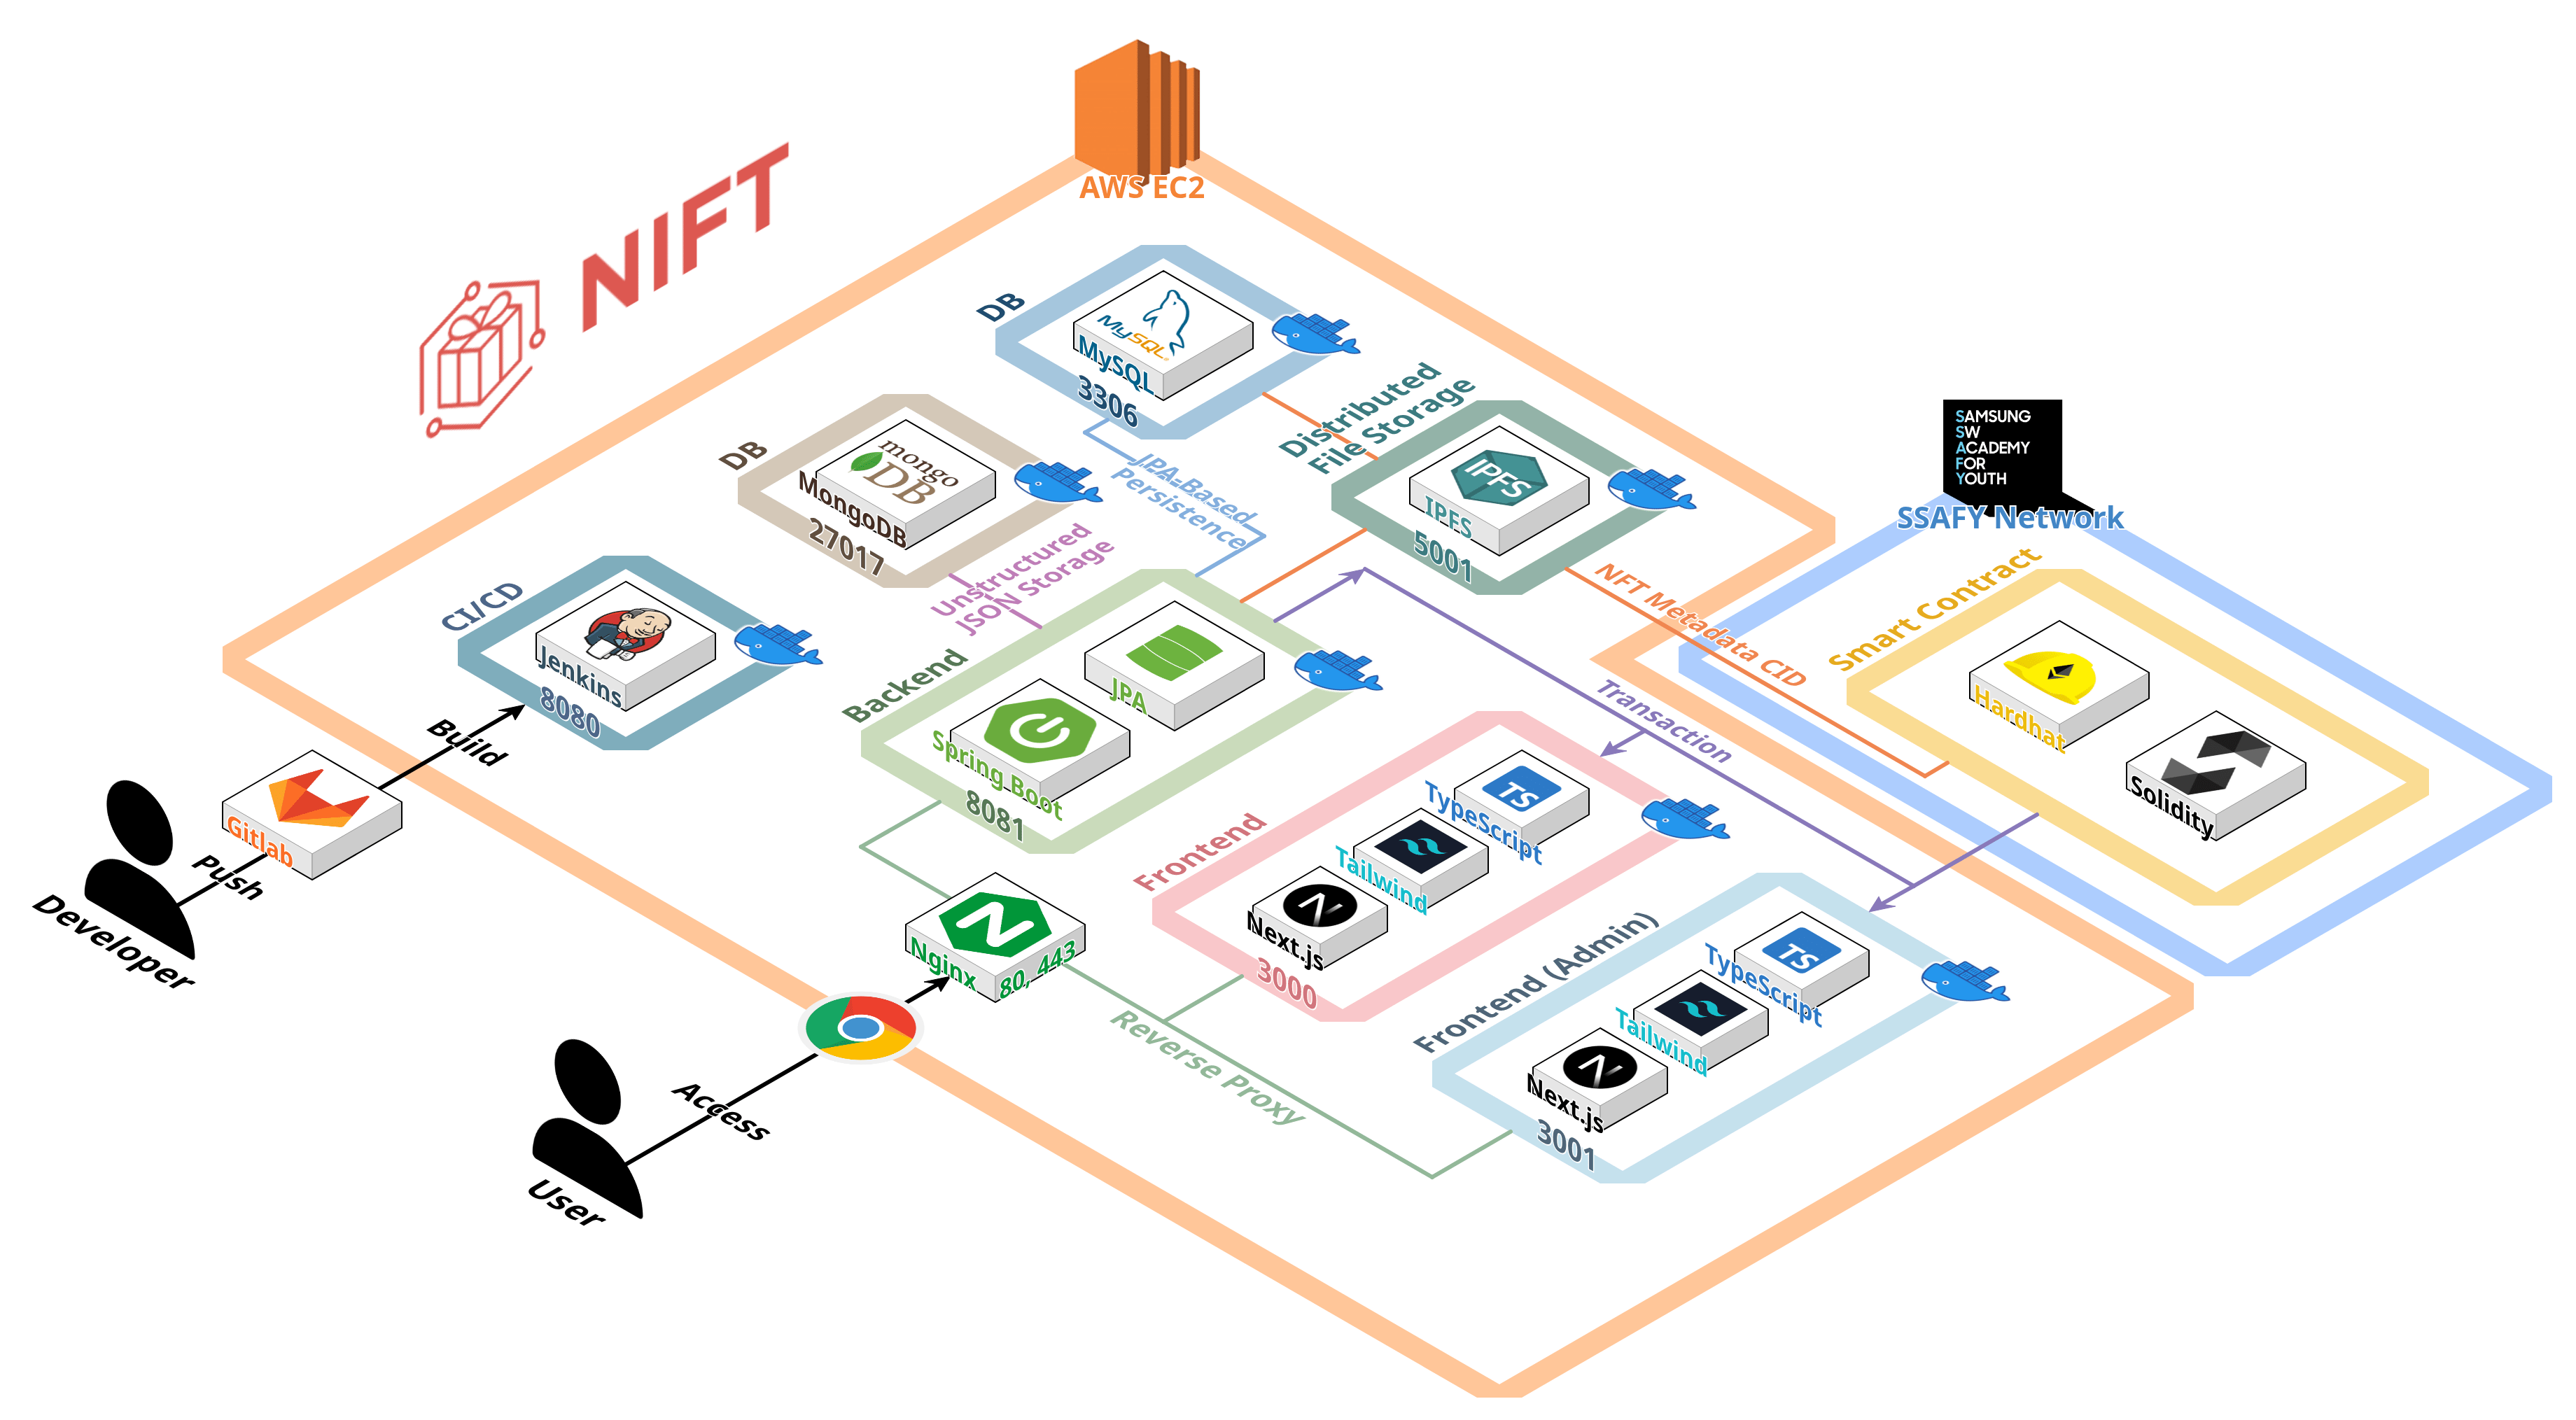 NIFT
AWS EC2
DB
MySQL
MySQL
3306
DB
mongo
DB
MongoDB
27017
JPA-Based
Persistence
Unstructured
JSON Storage
Distributed
File Storage
IPFS
IPFS
5001
SAMSUNG
SW
ACADEMY
FOR
YOUTH
SSAFY Network
Smart Contract
Hardhat
Solidity
NFT Metadata CID
Transaction
CI/CD
Jenkins
8080
Build
Gitlab
Push
Developer
Backend
JPA
Spring Boot
8081
Frontend
TS
TypeScript
Tailwind
N
Next.js
3000
Frontend (Admin)
TS
TypeScript
Tailwind
N
Next.js
3001
N
Nginx
80, 443
Reverse Proxy
Access
User